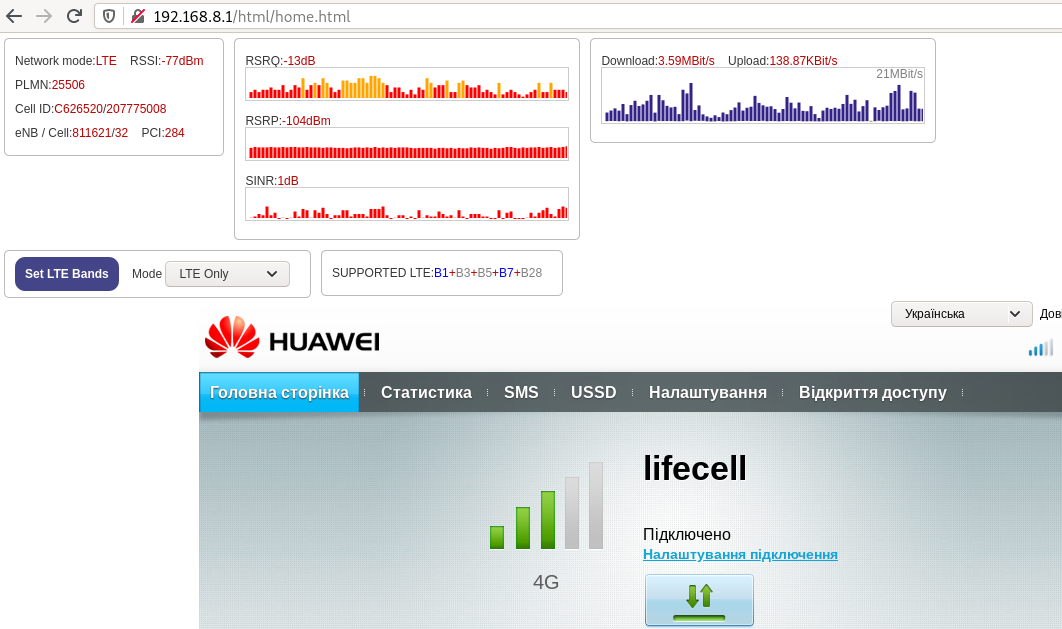 192.168.8.1/html/home.html
Network mode:LTE RSSI:-77dBm
PLMN:25506
Cell ID:C626520/207775008
eNB / Cell:811621/32 PCI:284
RSRQ:-13dB
RSRP:-104dBm
SINR:1dB
Download:3.59MBit/s Upload:138.87KBit/s
21MBit/s
Set LTE Bands Mode LTE Only
SUPPORTED LTE:B1+B3+B5+B7+B28
Українська Дов
HUAWEI
Головна сторінка Статистика SMS USSD Налаштування Відкриття доступу
lifecell
Підключено
Налаштування підключення
4G